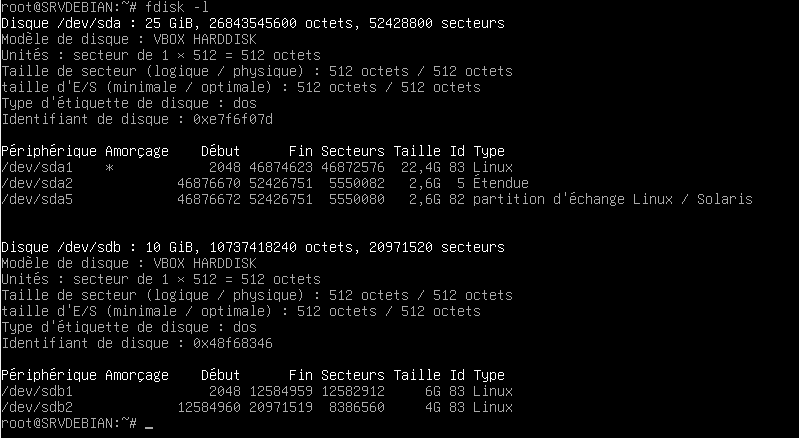 root@SRVDEBIAN:~# fdisk -l
Disque /dev/sda : 25 GiB, 26843545600 octets, 52428800 secteurs
Modèle de disque : VBOX HARDDISK
Unités : secteur de 1 × 512 = 512 octets
Taille de secteur (logique / physique) : 512 octets / 512 octets
taille d'E/S (minimale / optimale) : 512 octets / 512 octets
Type d'étiquette de disque : dos
Identifiant de disque : 0xe7f6f07d
Périphérique Amorçage    Début      Fin Secteurs Taille Id Type
/dev/sda1    *            2048 46874623 46872576  22,4G 83 Linux
/dev/sda2             46876670 52426751  5550082   2,6G  5 Étendue
/dev/sda5             46876672 52426751  5550080   2,6G 82 partition d'échange Linux / Solaris
Disque /dev/sdb : 10 GiB, 10737418240 octets, 20971520 secteurs
Modèle de disque : VBOX HARDDISK
Unités : secteur de 1 × 512 = 512 octets
Taille de secteur (logique / physique) : 512 octets / 512 octets
taille d'E/S (minimale / optimale) : 512 octets / 512 octets
Type d'étiquette de disque : dos
Identifiant de disque : 0x48f68346
Périphérique Amorçage    Début      Fin Secteurs Taille Id Type
/dev/sdb1                 2048 12584959 12582912     6G 83 Linux
/dev/sdb2             12584960 20971519  8386560     4G 83 Linux
root@SRVDEBIAN:~# _